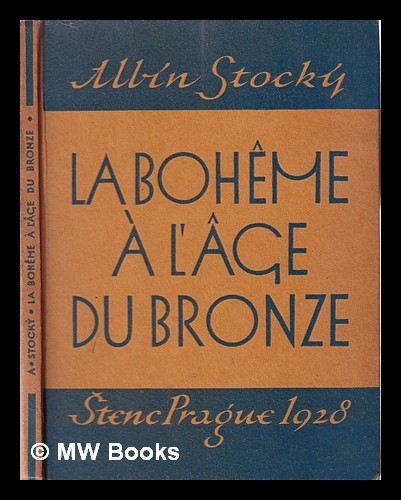 Albín Stocký
LA BOHÊME
À L'ÂGE
DU BRONZE
Štenc Prague 1928
A • STOCKÝ • LA BOHÊME À L'ÂGE DU BRONZE •
© MW Books